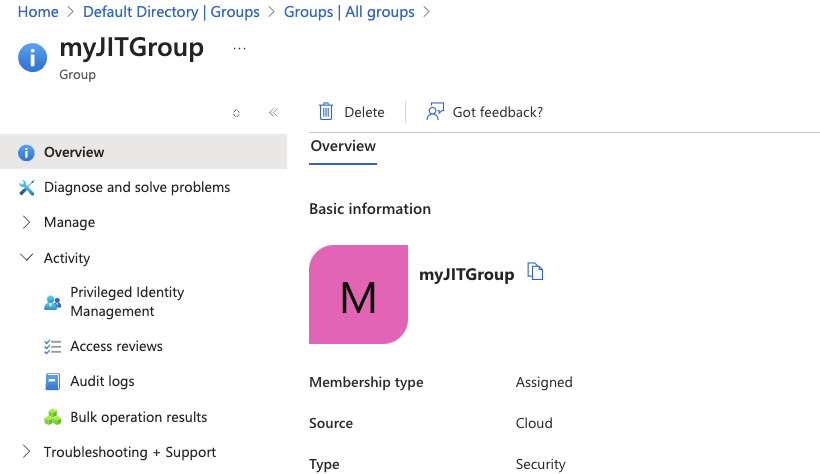 Home > Default Directory | Groups > Groups | All groups >
myJITGroup ...
Group
Delete
Got feedback?
Overview
Diagnose and solve problems
Manage
Activity
Privileged Identity
Management
Access reviews
Audit logs
Bulk operation results
Troubleshooting + Support
Overview
Basic information
M
myJITGroup
Membership type Assigned
Source Cloud
Type Security